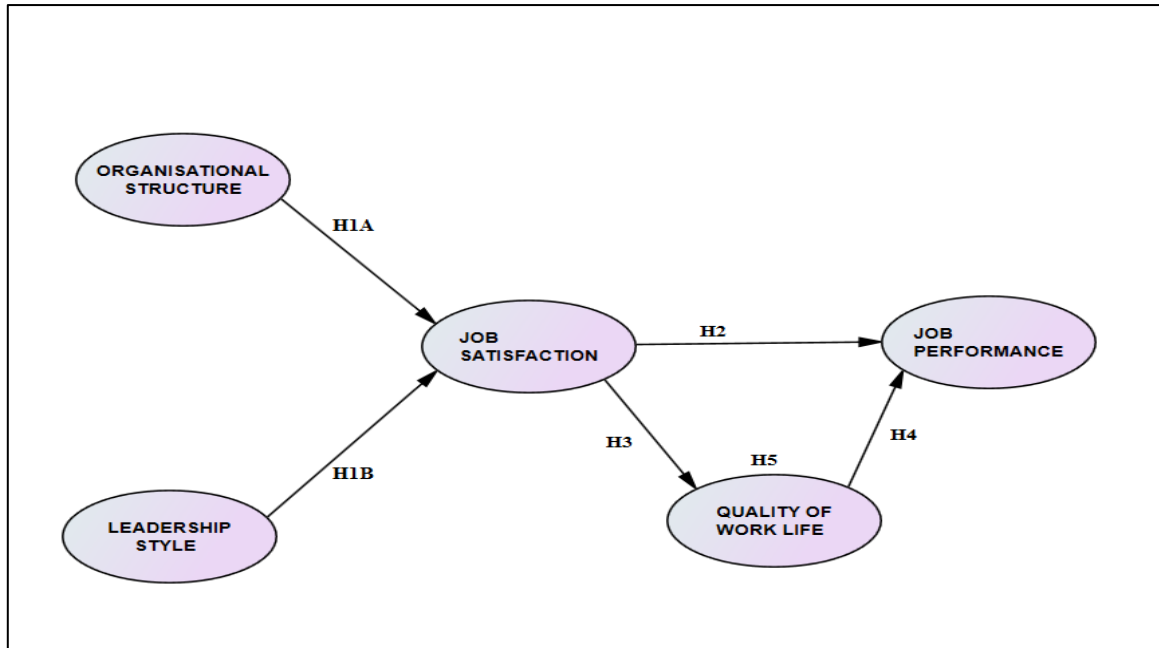 ORGANISATIONAL
STRUCTURE
H1A
JOB
SATISFACTION
H2
JOB
PERFORMANCE
H3
H4
H5
H1B
LEADERSHIP
STYLE
QUALITY OF
WORK LIFE